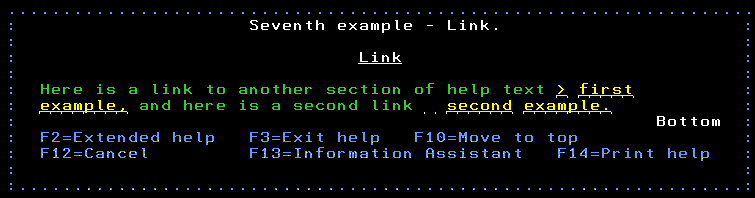 Seventh example - Link.
Link
Here is a link to another section of help text > first
example, and here is a second link _ second example.
Bottom
F2=Extended help F3=Exit help F10=Move to top
F12=Cancel F13=Information Assistant F14=Print help